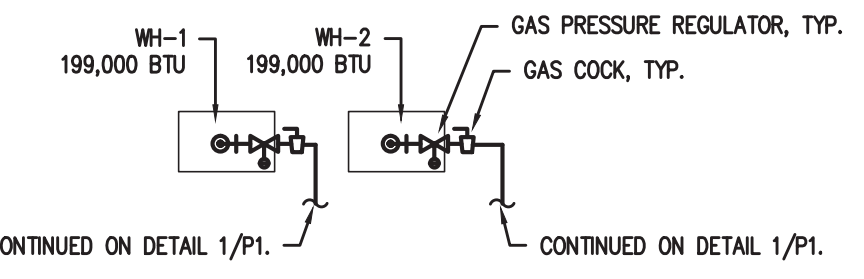 WH-1
199,000 BTU
WH-2
199,000 BTU
GAS PRESSURE REGULATOR, TYP.
GAS COCK, TYP.
ONTINUED ON DETAIL 1/P1.
CONTINUED ON DETAIL 1/P1.